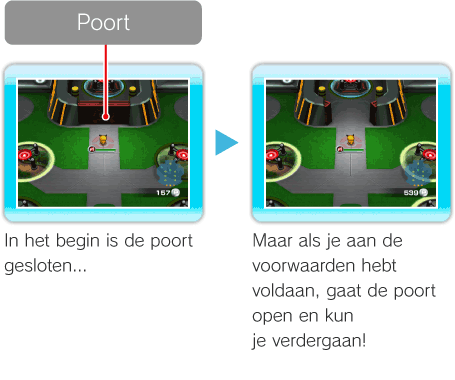 Poort
157
539
In het begin is de poort
gesloten...
Maar als je aan de
voorwaarden hebt
voldaan, gaat de poort
open en kun
je verdergaan!